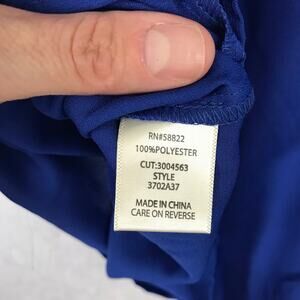 RN#58822
100%POLYESTER
CUT:3004563
STYLE
3702A37
MADE IN CHINA
CARE ON REVERSE